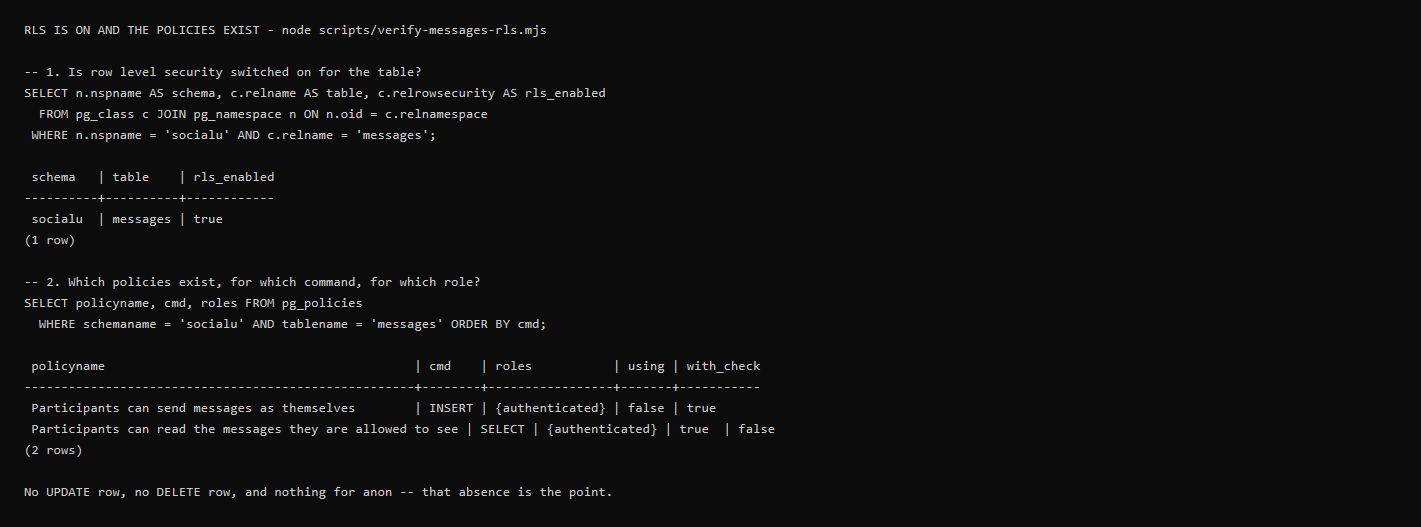 RLS IS ON AND THE POLICIES EXIST - node scripts/verify-messages-rls.mjs
-- 1. Is row level security switched on for the table?
SELECT n.nspname AS schema, c.relname AS table, c.relrowsecurity AS rls_enabled
  FROM pg_class c JOIN pg_namespace n ON n.oid = c.relnamespace
 WHERE n.nspname = 'socialu' AND c.relname = 'messages';
 schema   | table    | rls_enabled
----------+----------+------------
 socialu  | messages | true
(1 row)
-- 2. Which policies exist, for which command, for which role?
SELECT policyname, cmd, roles FROM pg_policies
  WHERE schemaname = 'socialu' AND tablename = 'messages' ORDER BY cmd;
 policyname                                          | cmd    | roles           | using | with_check
-----------------------------------------------------+--------+-----------------+-------+-----------
 Participants can send messages as themselves        | INSERT | {authenticated} | false | true
 Participants can read the messages they are allowed to see | SELECT | {authenticated} | true  | false
(2 rows)
No UPDATE row, no DELETE row, and nothing for anon -- that absence is the point.